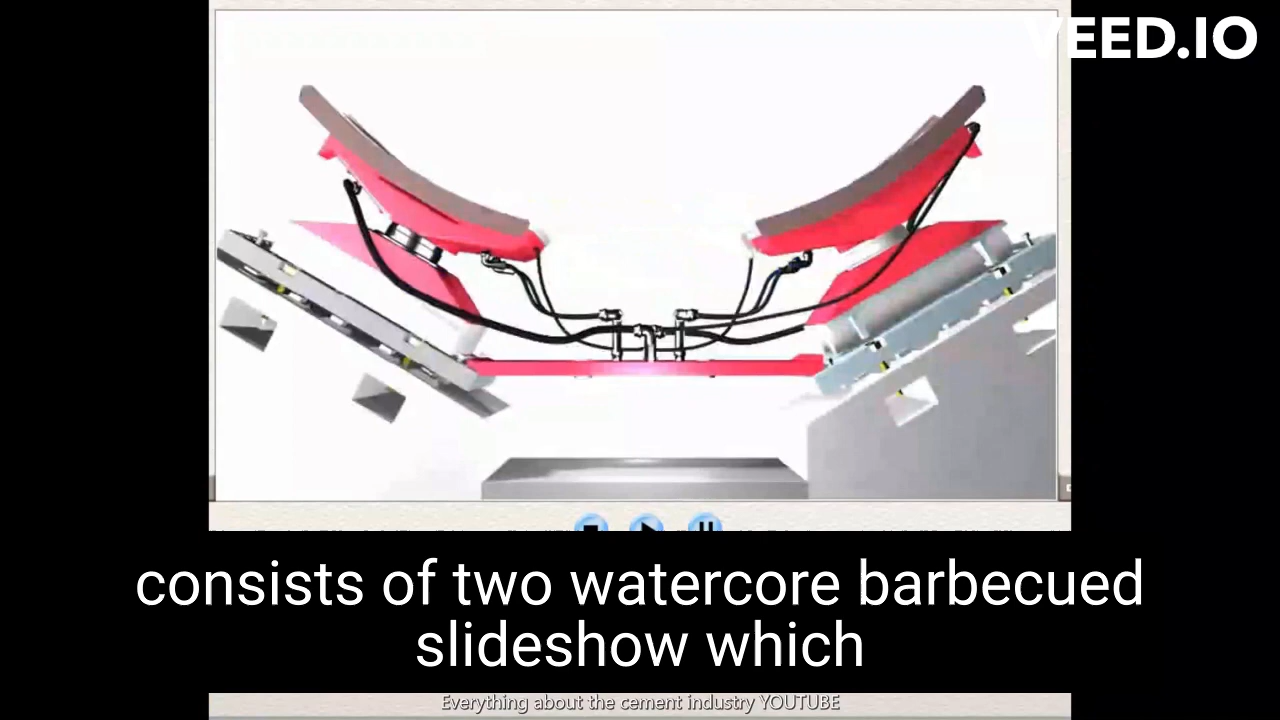 VEED.IO
consists of two watercore barbecued
slideshow which
Everything about the cement industry YOUTUBE